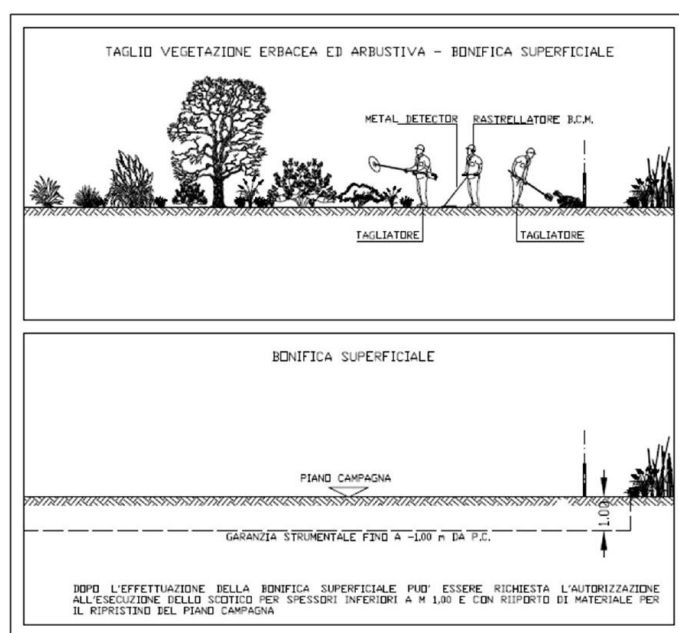 TAGLIO VEGETAZIONE ERBACEA ED ARBUSTIVA - BONIFICA SUPERFICIALE
METAL DETECTOR
RASTRELLATORE B.C.M.
TAGLIATORE
TAGLIATORE
BONIFICA SUPERFICIALE
PIANO CAMPAGNA
1.00
GARANZIA STRUMENTALE FINO A -1.00 m DA P.C.
DOPO L'EFFETTUAZIONE DELLA BONIFICA SUPERFICIALE PUO' ESSERE RICHIESTA L'AUTORIZZAZIONE
ALL'ESECUZIONE DELLO SCOTICO PER SPESSORI INFERIORI A M 1,00 E CON RIIPORTO DI MATERIALE PER
IL RIPRISTINO DEL PIANO CAMPAGNA